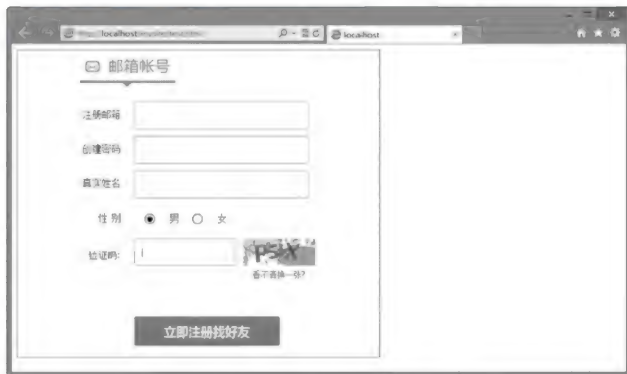 localhost
localhost
邮箱帐号
注册邮箱
创建密码
真实姓名
性别 男 女
验证码:
看不清换一张?
立即注册找好友